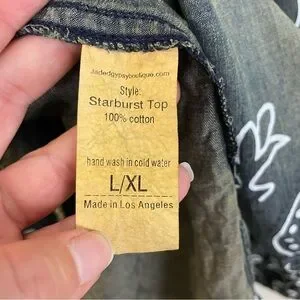 Jadedgypsyboutique.com
Style:
Starburst Top
100% cotton
hand wash in cold water
L/XL
Made in Los Angeles